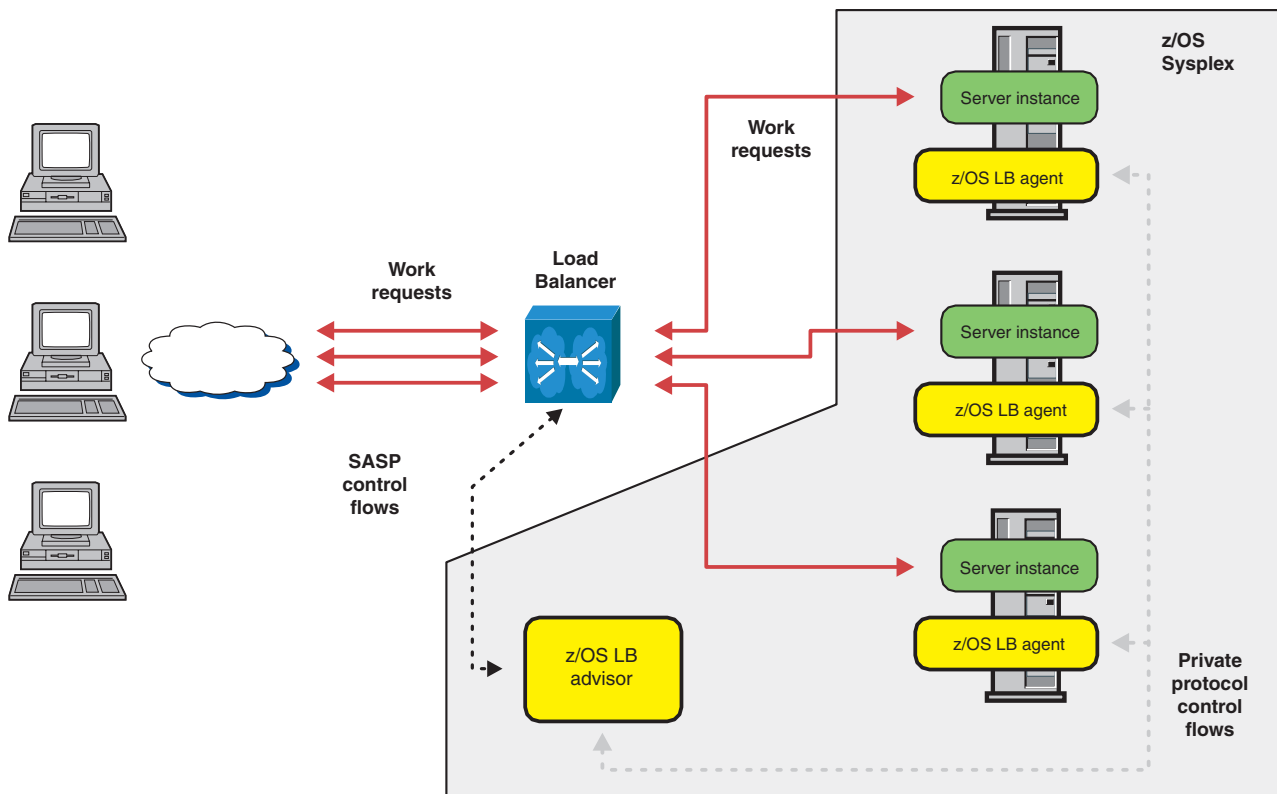 z/OS
Sysplex
Server instance
z/OS LB agent
Work
requests
Load
Balancer
Work
requests
Server instance
z/OS LB agent
SASP
control
flows
Server instance
z/OS LB agent
z/OS LB
advisor
Private
protocol
control
flows